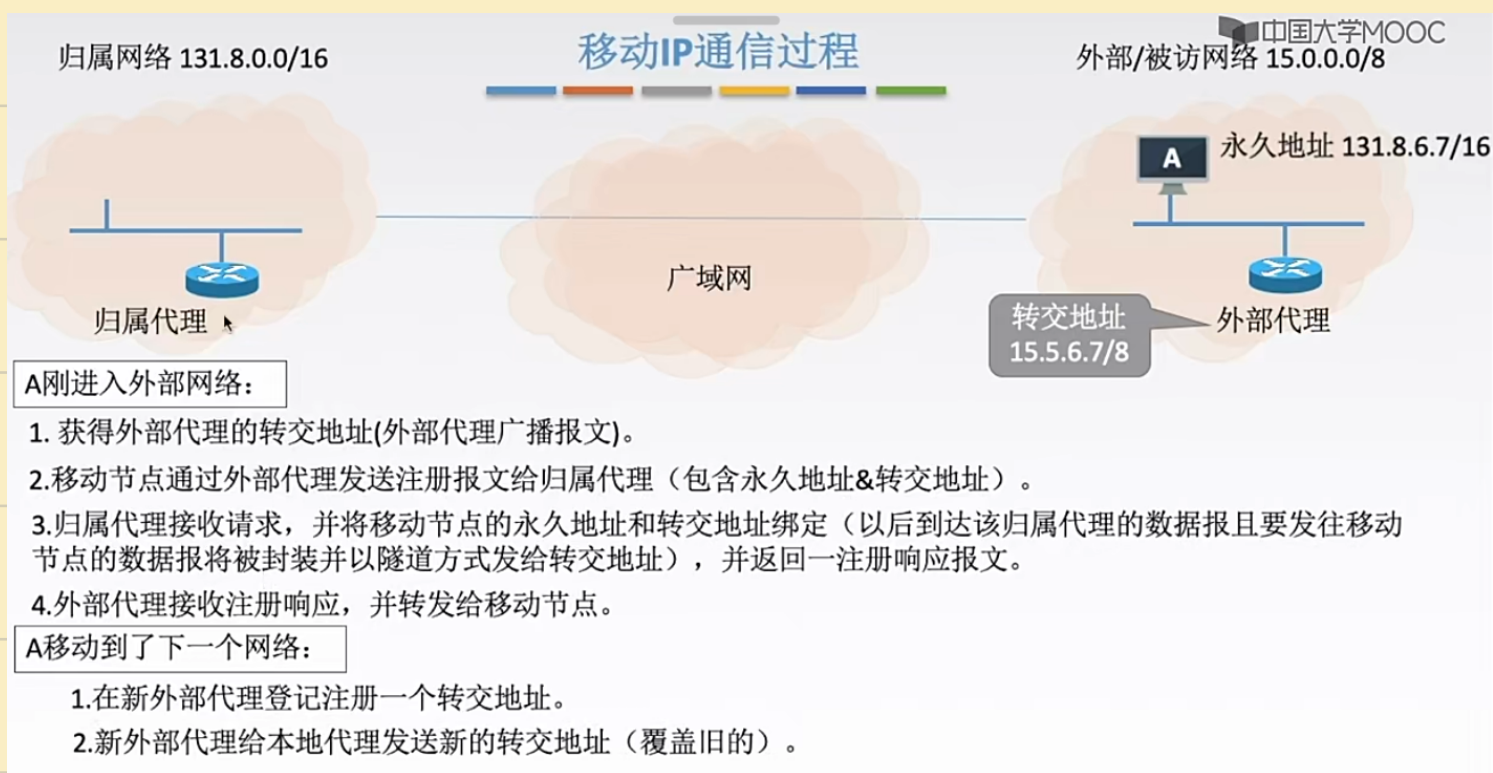 中国大学MOOC
归属网络 131.8.0.0/16
移动IP通信过程
外部/被访网络 15.0.0.0/8
A
永久地址 131.8.6.7/16
广域网
归属代理
转交地址
15.5.6.7/8
外部代理
A刚进入外部网络：
1. 获得外部代理的转交地址(外部代理广播报文)。
2.移动节点通过外部代理发送注册报文给归属代理（包含永久地址&转交地址）。
3.归属代理接收请求，并将移动节点的永久地址和转交地址绑定（以后到达该归属代理的数据报且要发往移动
节点的数据报将被封装并以隧道方式发给转交地址），并返回一注册响应报文。
4.外部代理接收注册响应，并转发给移动节点。
A移动到了下一个网络：
1.在新外部代理登记注册一个转交地址。
2.新外部代理给本地代理发送新的转交地址（覆盖旧的）。